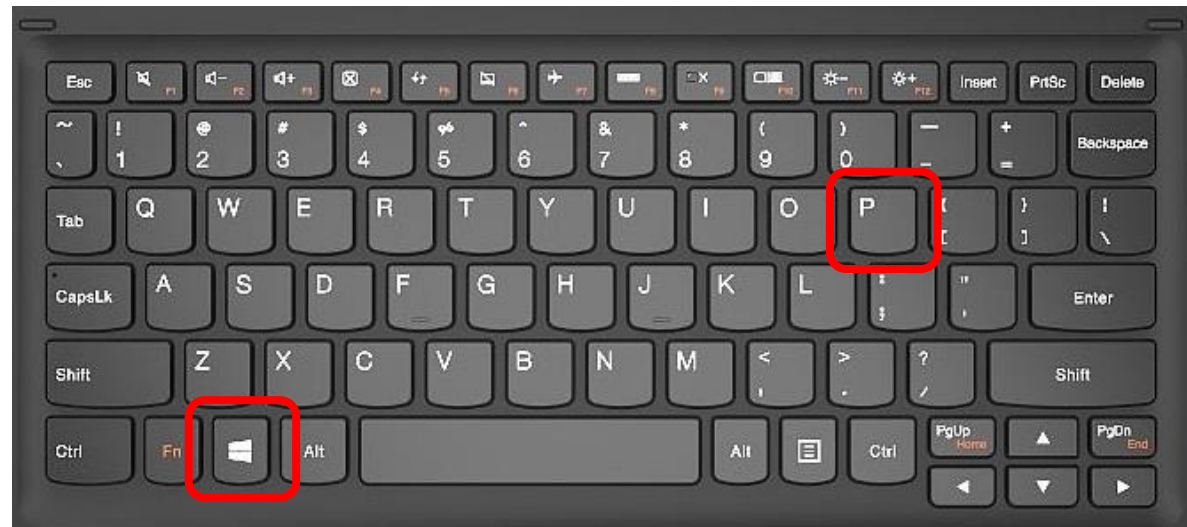 Esc F1 - F2 + F3 F4 F5 F6 F7 F8 X F9 F10 - F11 + F12 Insert PrtSc Delete
~ ! @ # $ % ^ & * ( ) — + Backspace
` 1 2 3 4 5 6 7 8 9 0 - =
Tab Q W E R T Y U I O P { } |
[ ] \
CapsLk A S D F G H J K L : " Enter
; '
Shift Z X C V B N M < > ? Shift
, . /
Ctrl Fn Alt Alt Ctrl PgUp Home PgDn End